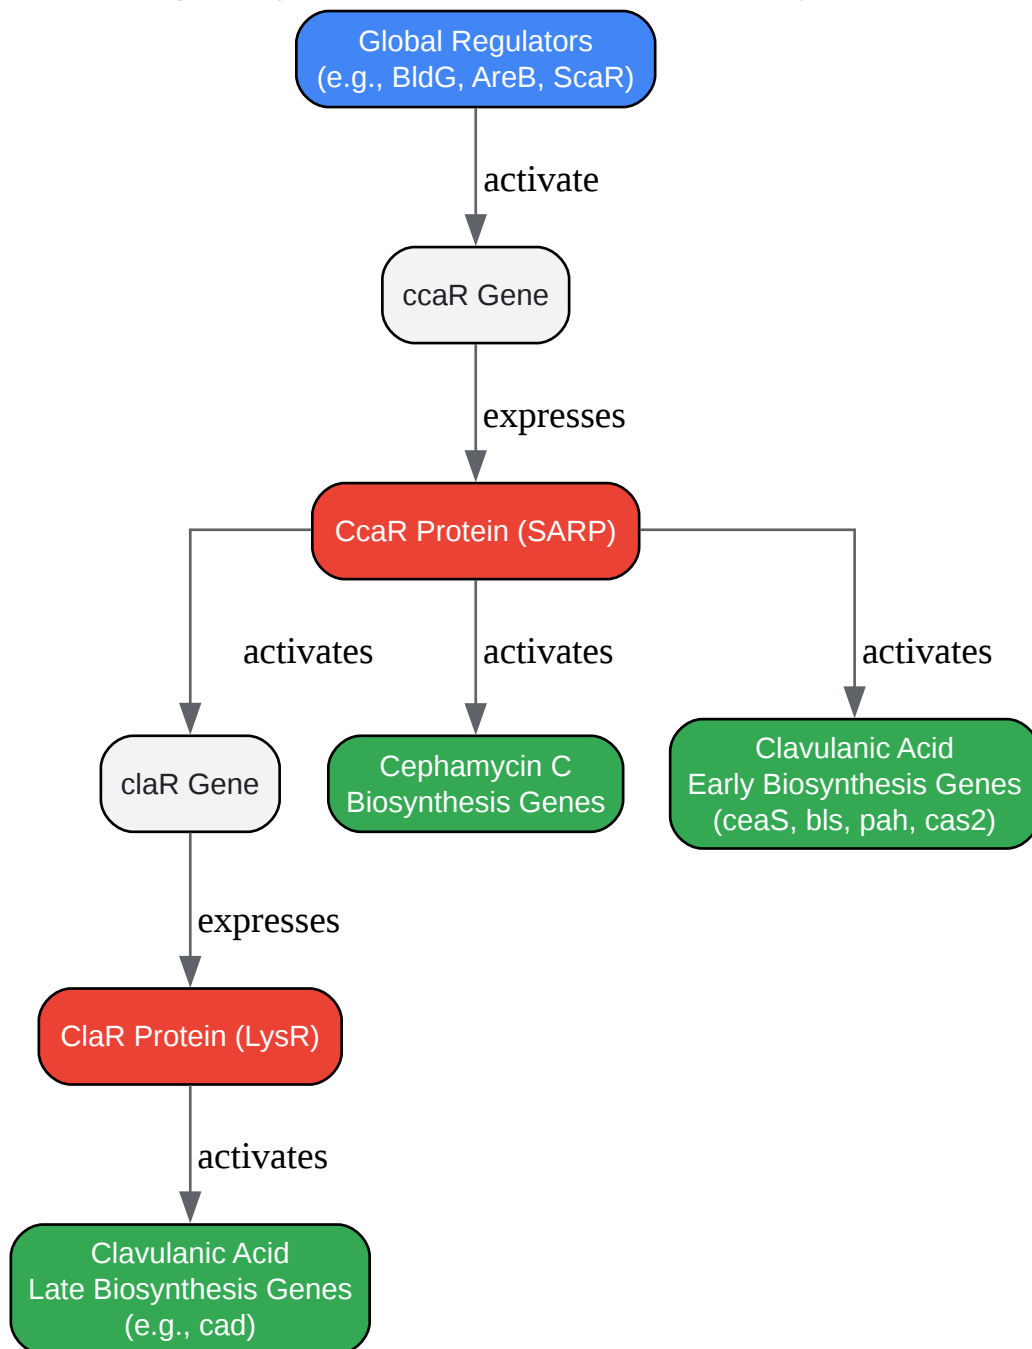 Global Regulators
(e.g., BldG, AreB, ScaR)
activate
ccaR Gene
expresses
CcaR Protein (SARP)
activates
activates
activates
claR Gene
Cephamycin C
Biosynthesis Genes
Clavulanic Acid
Early Biosynthesis Genes
(ceaS, bls, pah, cas2)
expresses
ClaR Protein (LysR)
activates
Clavulanic Acid
Late Biosynthesis Genes
(e.g., cad)